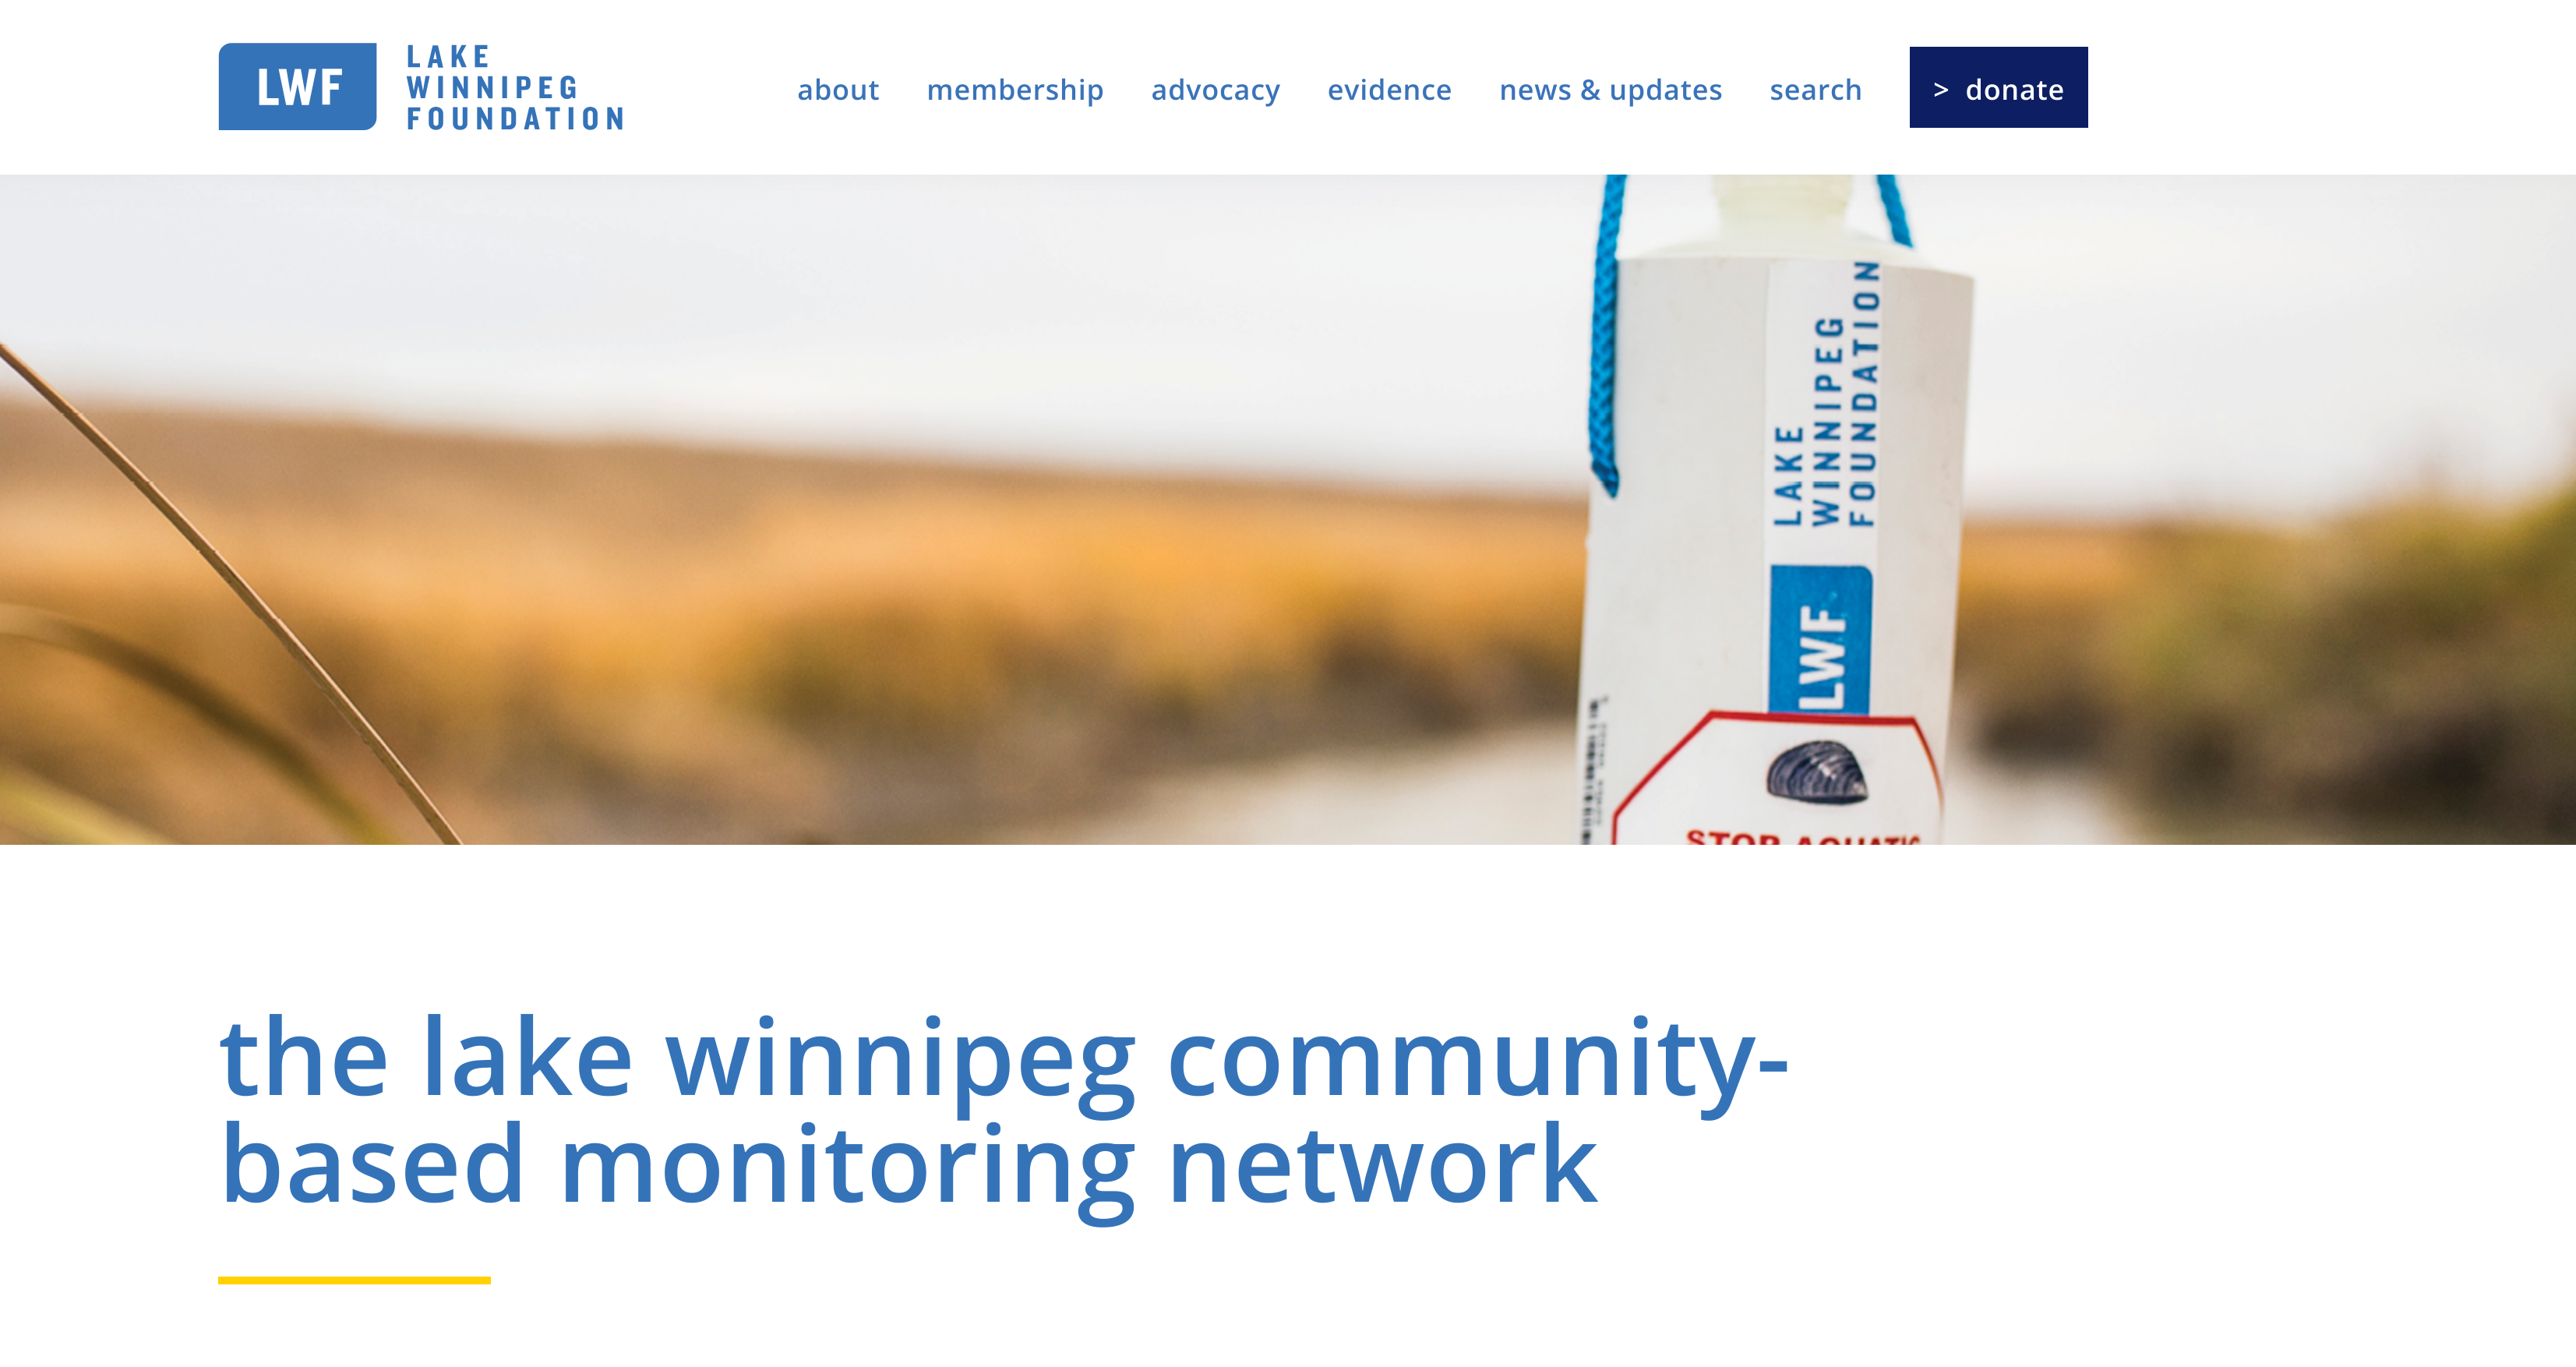 LWF
LAKE
WINNIPEG
FOUNDATION
about
membership
advocacy
evidence
news & updates
search
> donate
LAKE
WINNIPEG
FOUNDATION
LWF
STOP AQUATIC
the lake winnipeg community-
based monitoring network